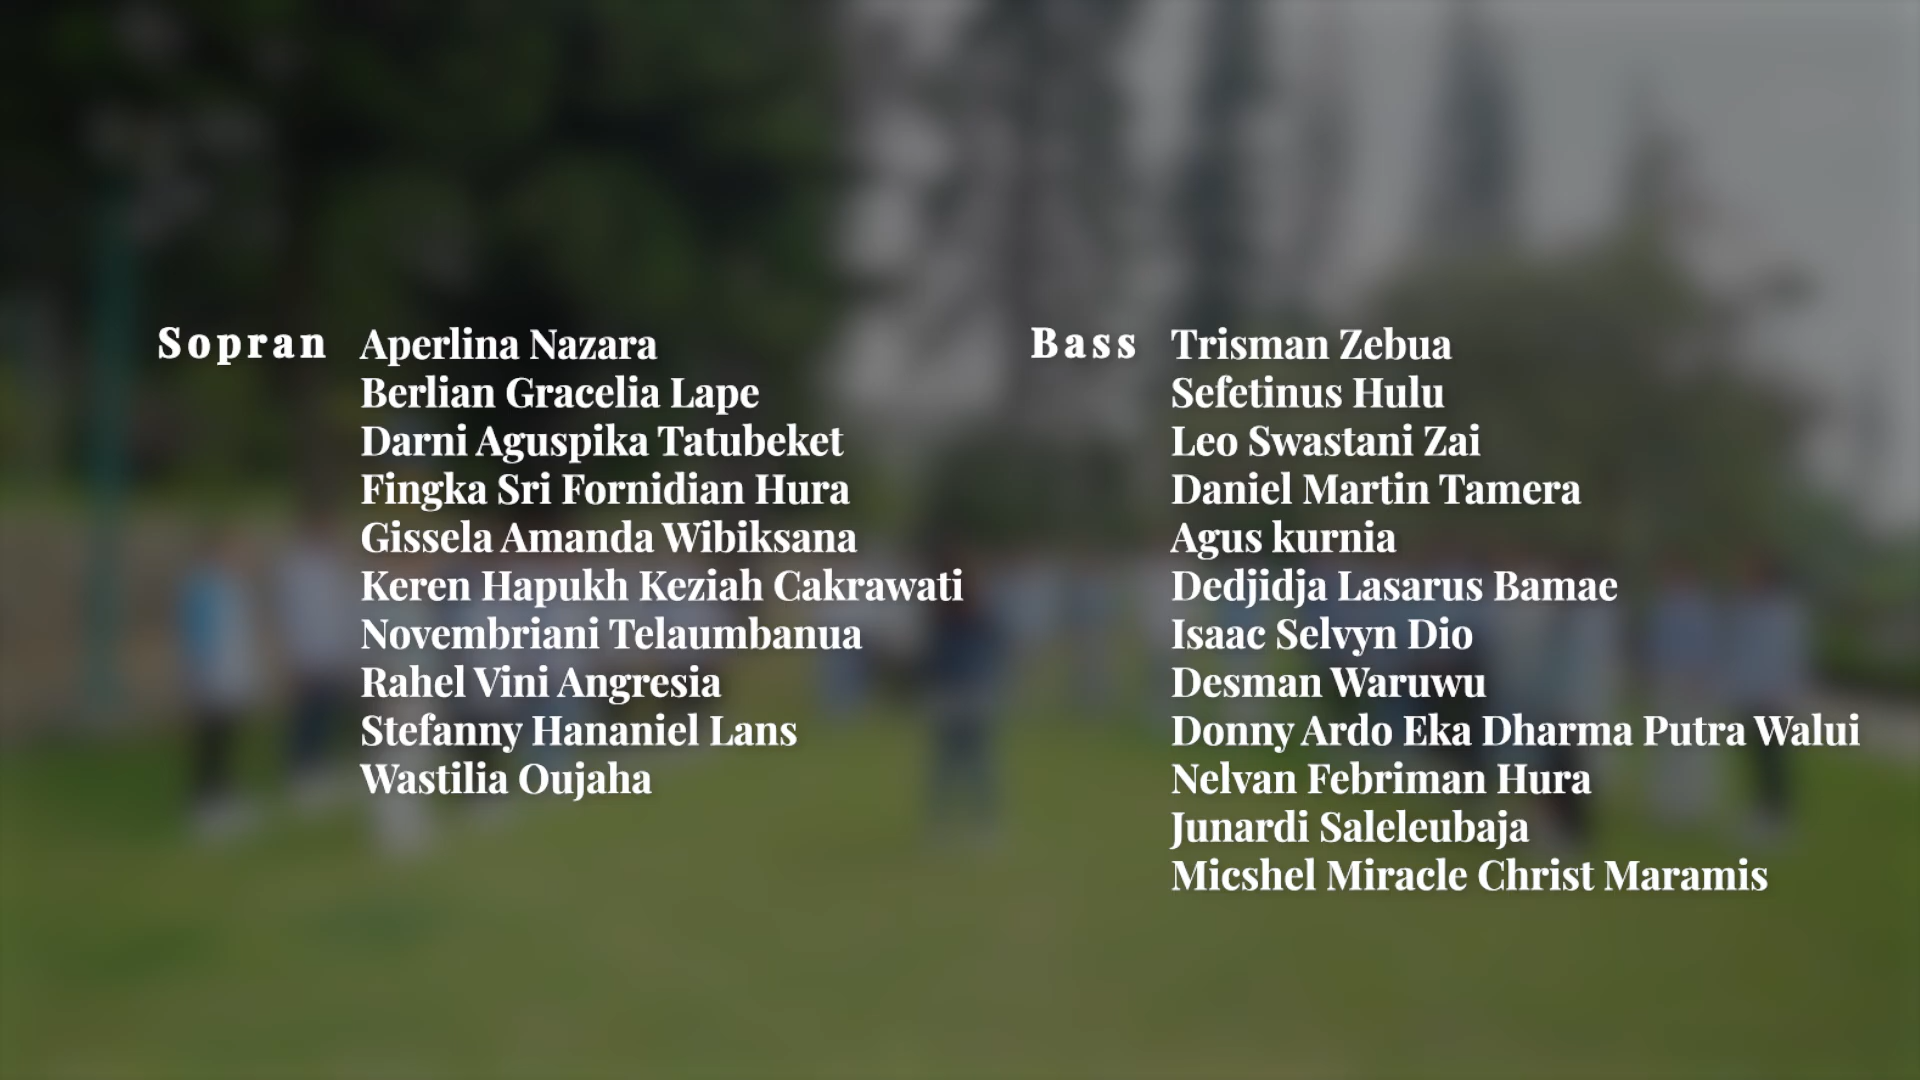 Sopran Aperlina Nazara
Berlian Gracelia Lape
Darni Aguspika Tatubeket
Fingka Sri Fornidian Hura
Gissela Amanda Wibiksana
Keren Hapukh Keziah Cakrawati
Novembriani Telaumbanua
Rahel Vini Angresia
Stefanny Hananiel Lans
Wastilia Oujaha
Bass Trisman Zebua
Sefetinus Hulu
Leo Swastani Zai
Daniel Martin Tamera
Agus kurnia
Dedjidja Lasarus Bamae
Isaac Selvyn Dio
Desman Waruwu
Donny Ardo Eka Dharma Putra Walui
Nelvan Febriman Hura
Junardi Saleleubaja
Micshel Miracle Christ Maramis